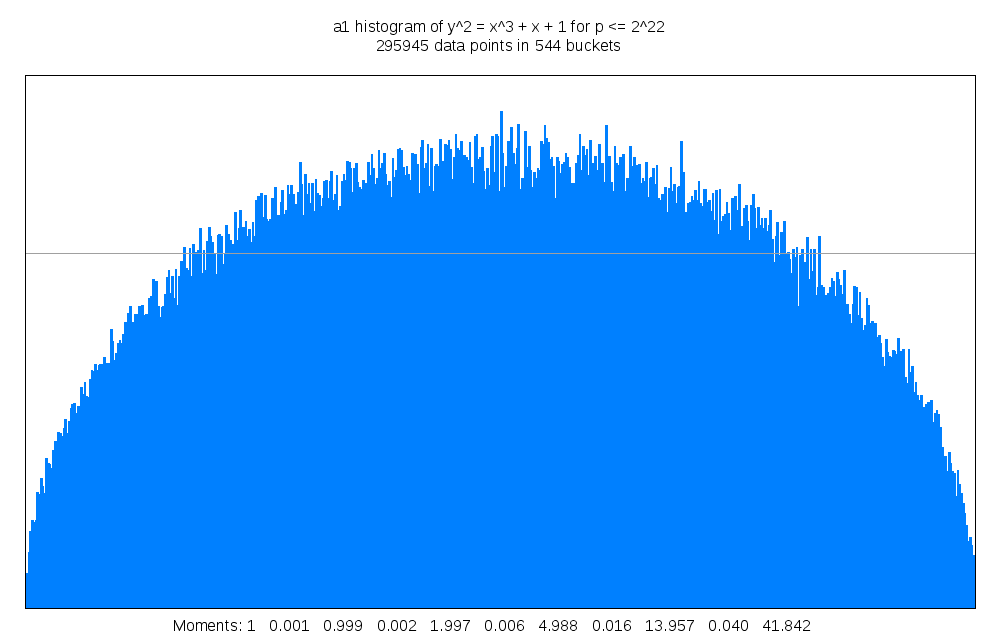 a1 histogram of y^2 = x^3 + x + 1 for p <= 2^22
295945 data points in 544 buckets
Moments: 1 0.001 0.999 0.002 1.997 0.006 4.988 0.016 13.957 0.040 41.842